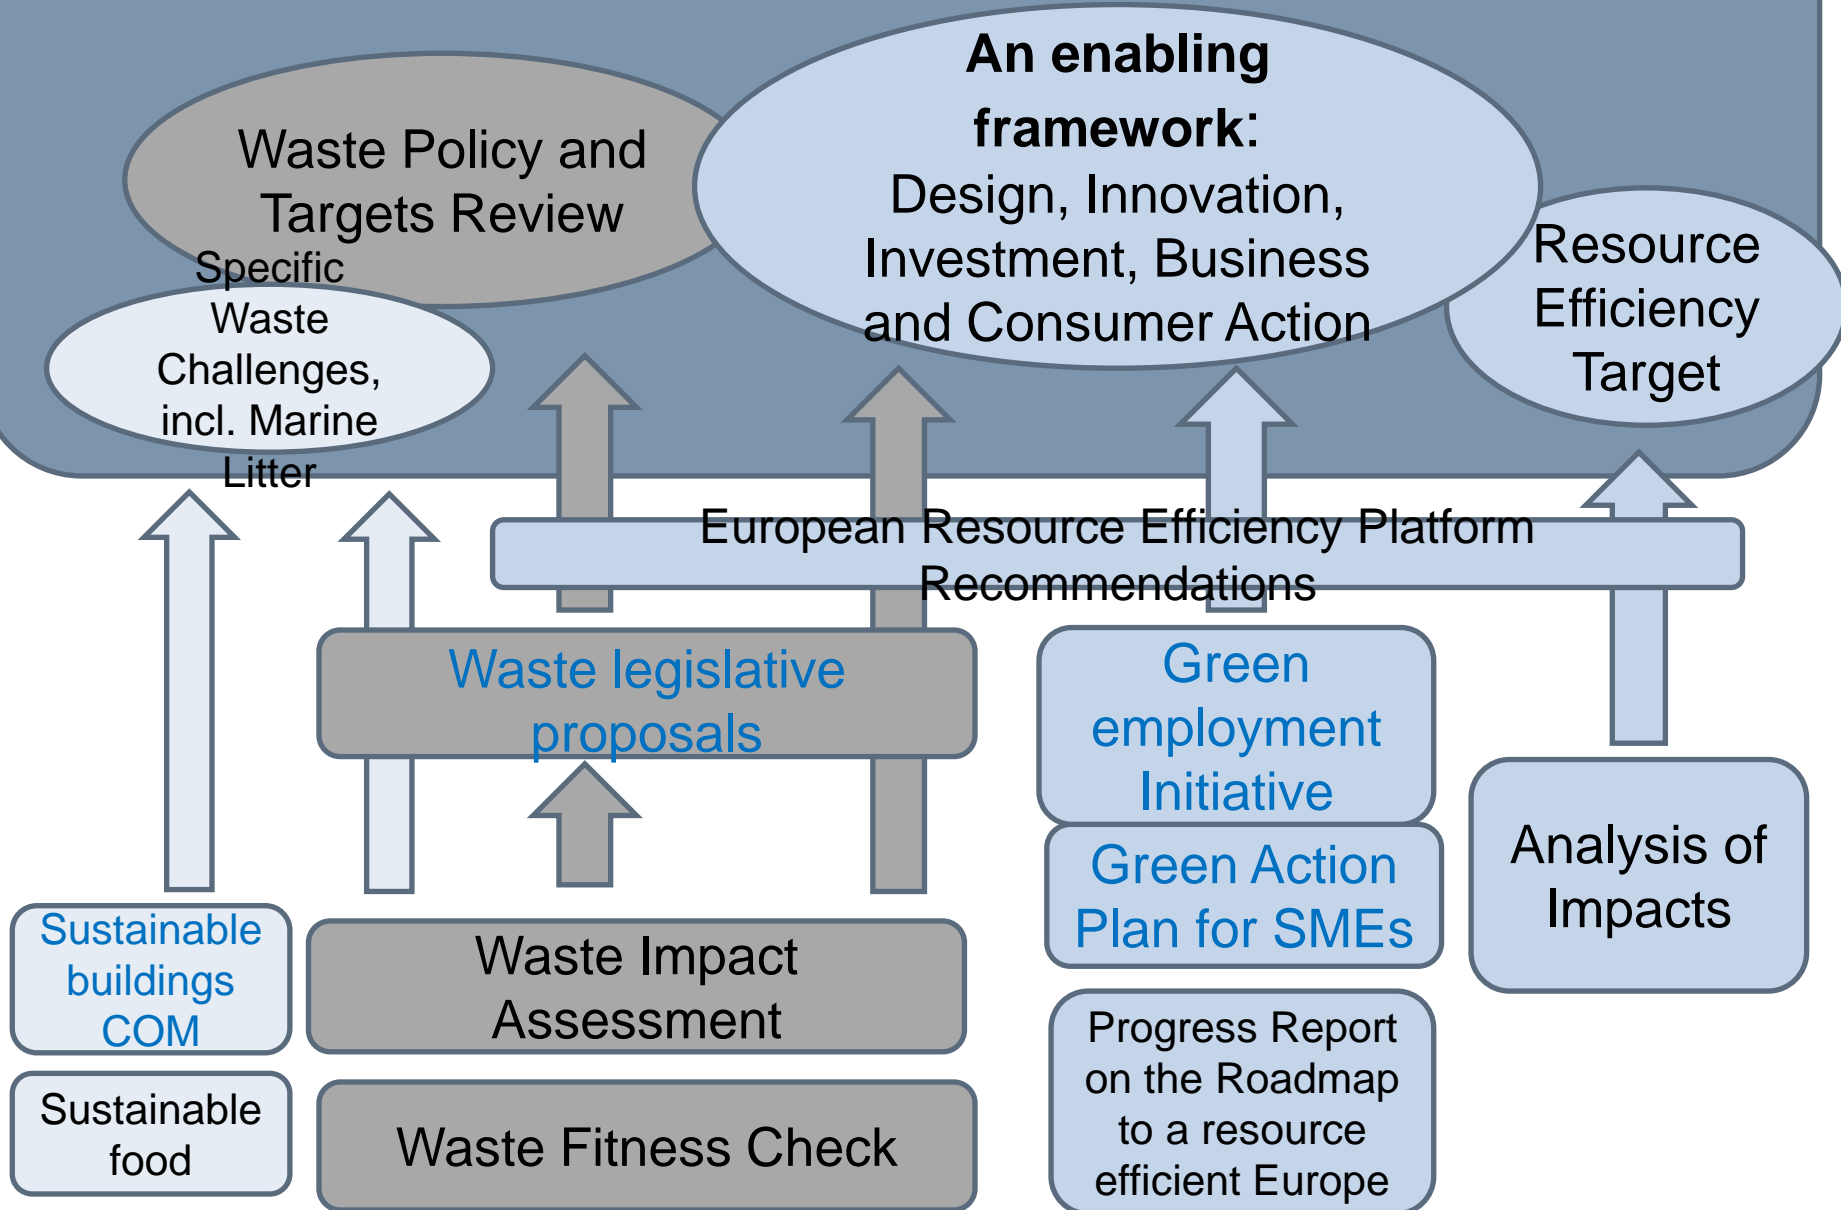 An enabling
framework:
Design, Innovation,
Investment, Business
and Consumer Action
Waste Policy and
Targets Review
Specific
Waste
Challenges,
incl. Marine
Litter
Resource
Efficiency
Target
European Resource Efficiency Platform
Recommendations
Waste legislative
proposals
Green
employment
Initiative
Green Action
Plan for SMEs
Analysis of
Impacts
Sustainable
buildings
COM
Waste Impact
Assessment
Progress Report
on the Roadmap
to a resource
efficient Europe
Sustainable
food
Waste Fitness Check